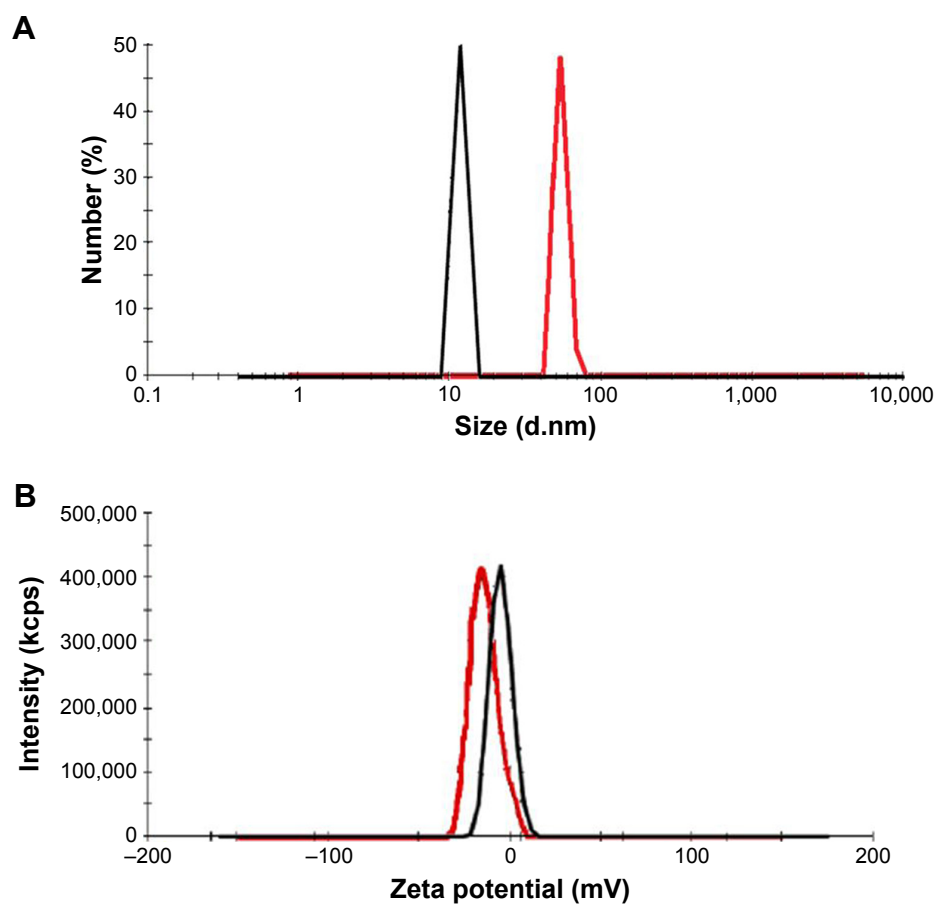 A
50
40
30
20
10
0
Number (%)
0.1 1 10 100 1,000 10,000
Size (d.nm)
B
500,000
400,000
300,000
200,000
100,000
0
Intensity (kcps)
–200 –100 0 100 200
Zeta potential (mV)